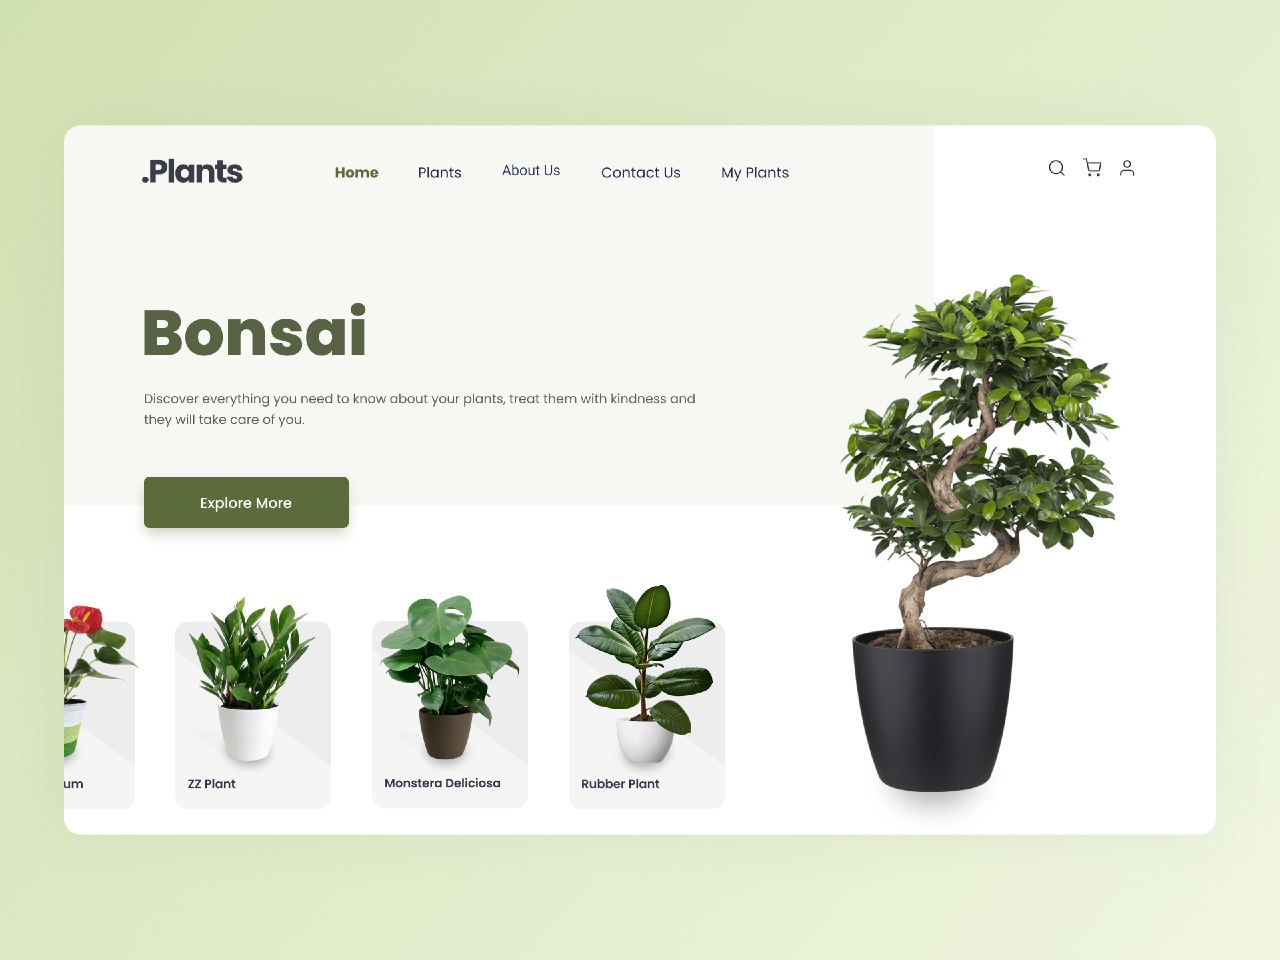 .Plants
Home
Plants
About Us
Contact Us
My Plants
Bonsai
Discover everything you need to know about your plants, treat them with kindness and
they will take care of you.
Explore More
um
ZZ Plant
Monstera Deliciosa
Rubber Plant